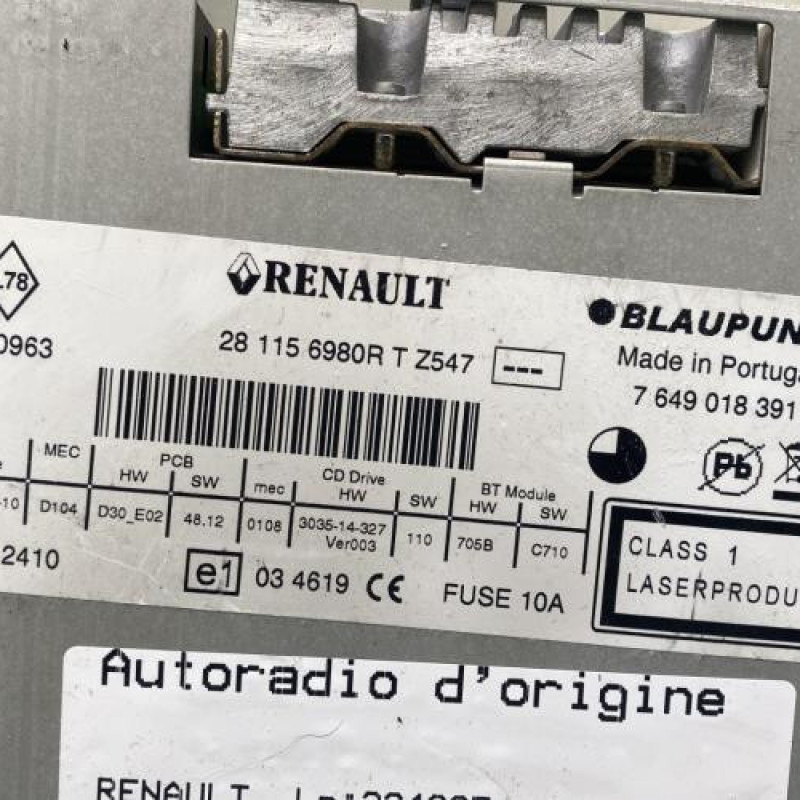 L78
RENAULT
BLAUPUN
0963
28 115 6980R T Z547
---
Made in Portuga
7 649 018 391
MEC
PCB
CD Drive
BT Module
HW
SW
mec
HW
SW
HW
SW
-10
D104
D30_E02
48.12
0108
3035-14-327
Ver003
110
705B
C710
Pb
2410
e1
03 4619
CE
FUSE 10A
CLASS 1
LASERPRODU
Autoradio d'origine
RENAULT